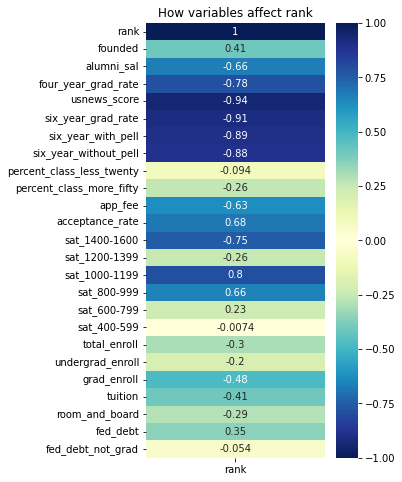 How variables affect rank
rank 1
founded 0.41
alumni_sal -0.66
four_year_grad_rate -0.78
usnews_score -0.94
six_year_grad_rate -0.91
six_year_with_pell -0.89
six_year_without_pell -0.88
percent_class_less_twenty -0.094
percent_class_more_fifty -0.26
app_fee -0.63
acceptance_rate 0.68
sat_1400-1600 -0.75
sat_1200-1399 -0.26
sat_1000-1199 0.8
sat_800-999 0.66
sat_600-799 0.23
sat_400-599 -0.0074
total_enroll -0.3
undergrad_enroll -0.2
grad_enroll -0.48
tuition -0.41
room_and_board -0.29
fed_debt 0.35
fed_debt_not_grad -0.054
rank
1.00
0.75
0.50
0.25
0.00
−0.25
−0.50
−0.75
−1.00